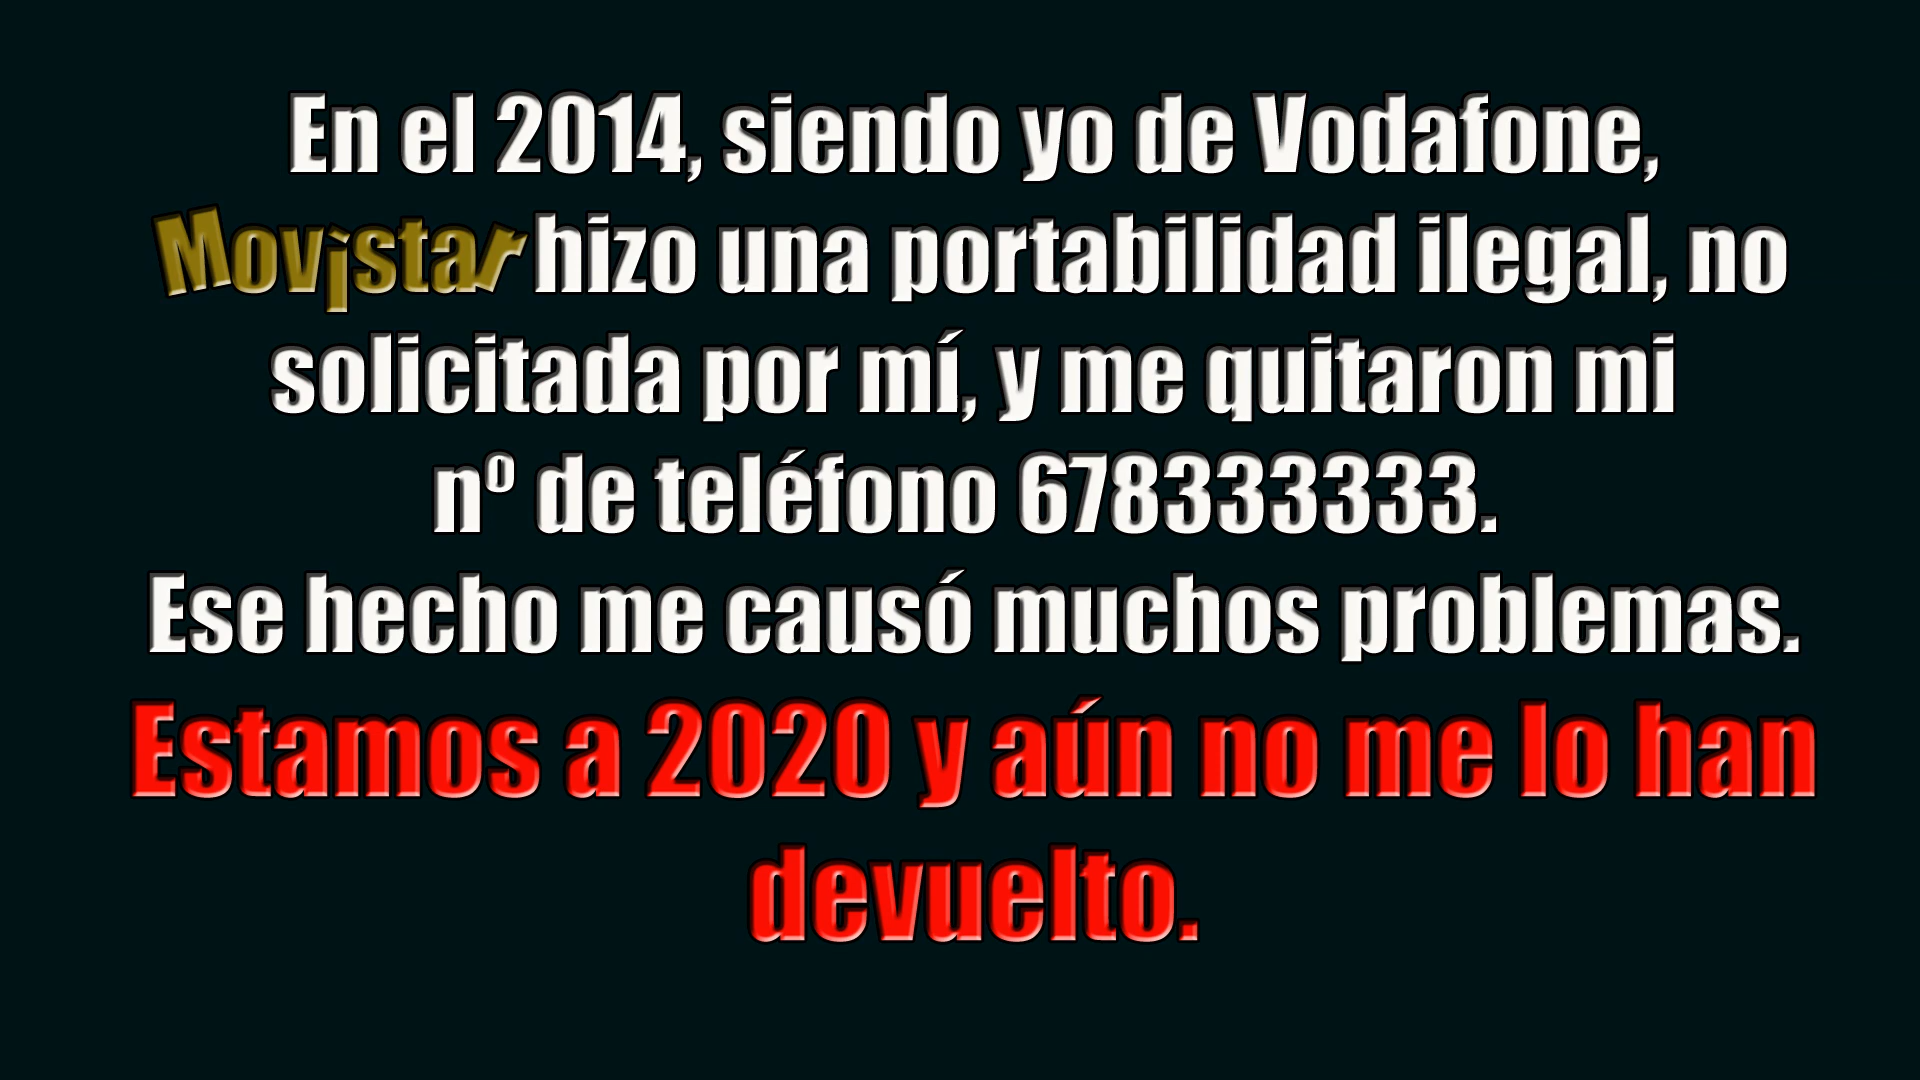 En el 2014, siendo yo de Vodafone,
Movistar hizo una portabilidad ilegal, no
solicitada por mí, y me quitaron mi
nº de teléfono 678333333.
Ese hecho me causó muchos problemas.
Estamos a 2020 y aún no me lo han
devuelto.